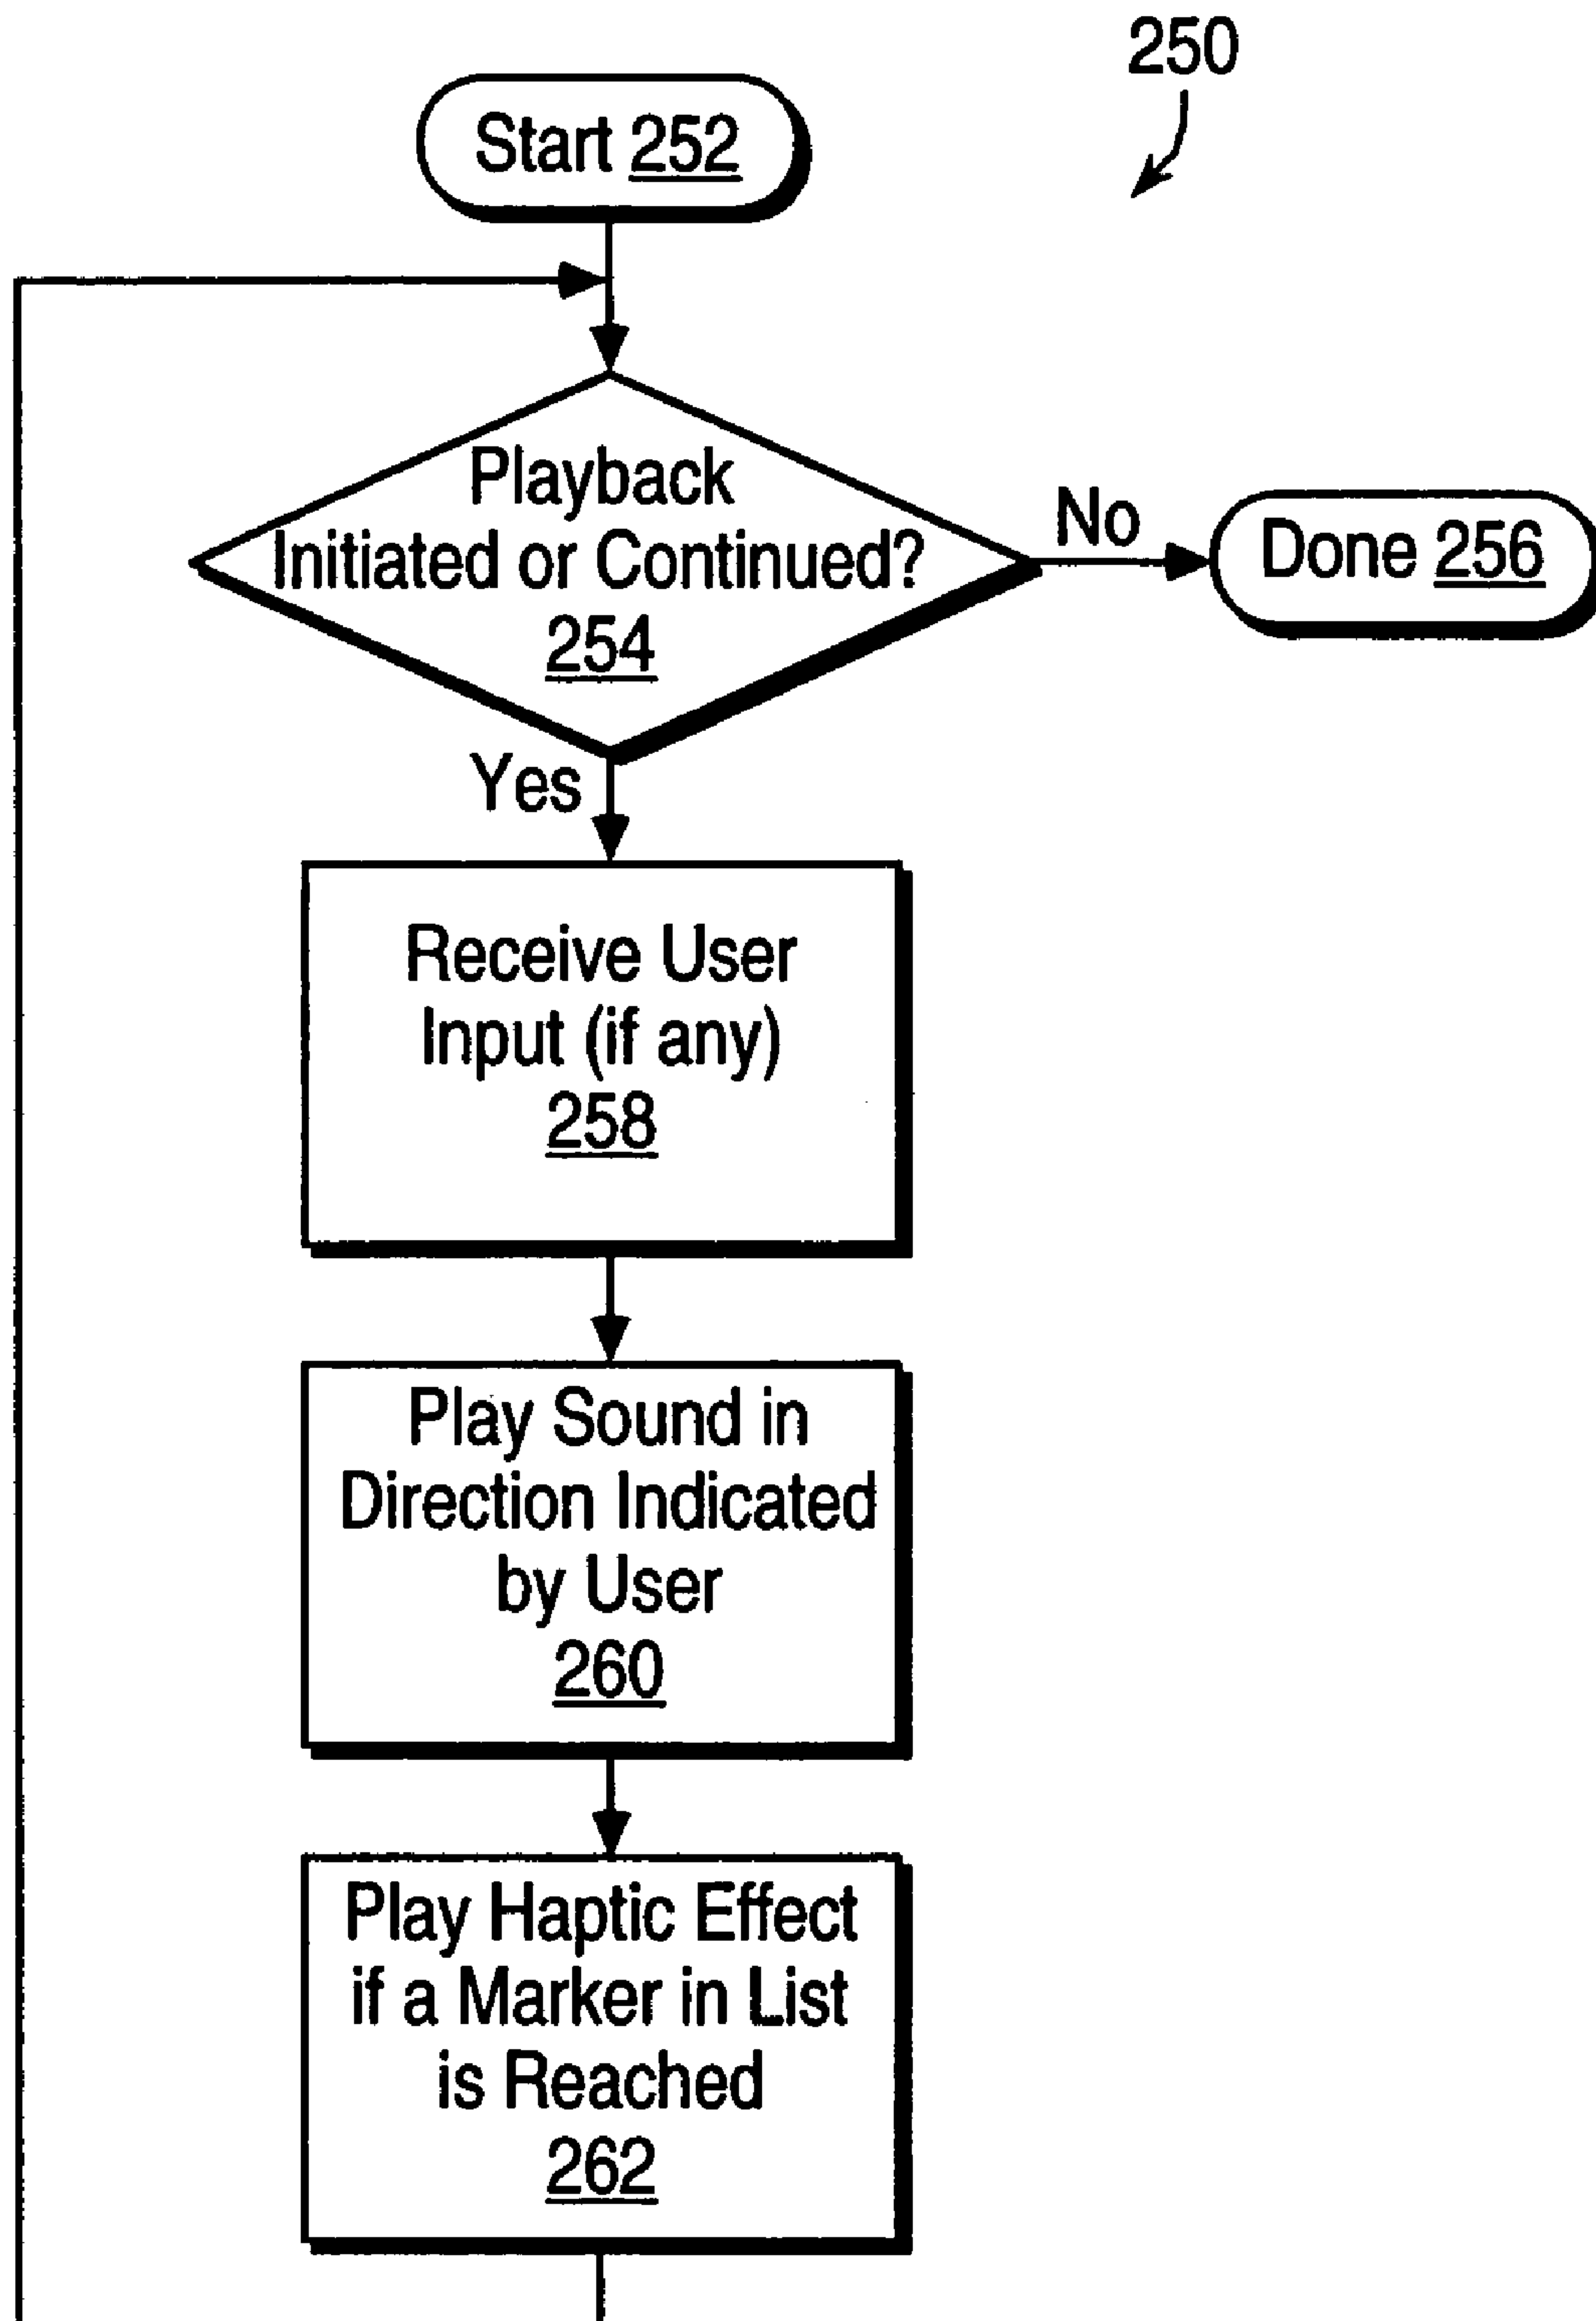 250
Start 252
Playback
Initiated or Continued?
254
No
Done 256
Yes
Receive User
Input (if any)
258
Play Sound in
Direction Indicated
by User
260
Play Haptic Effect
if a Marker in List
is Reached
262